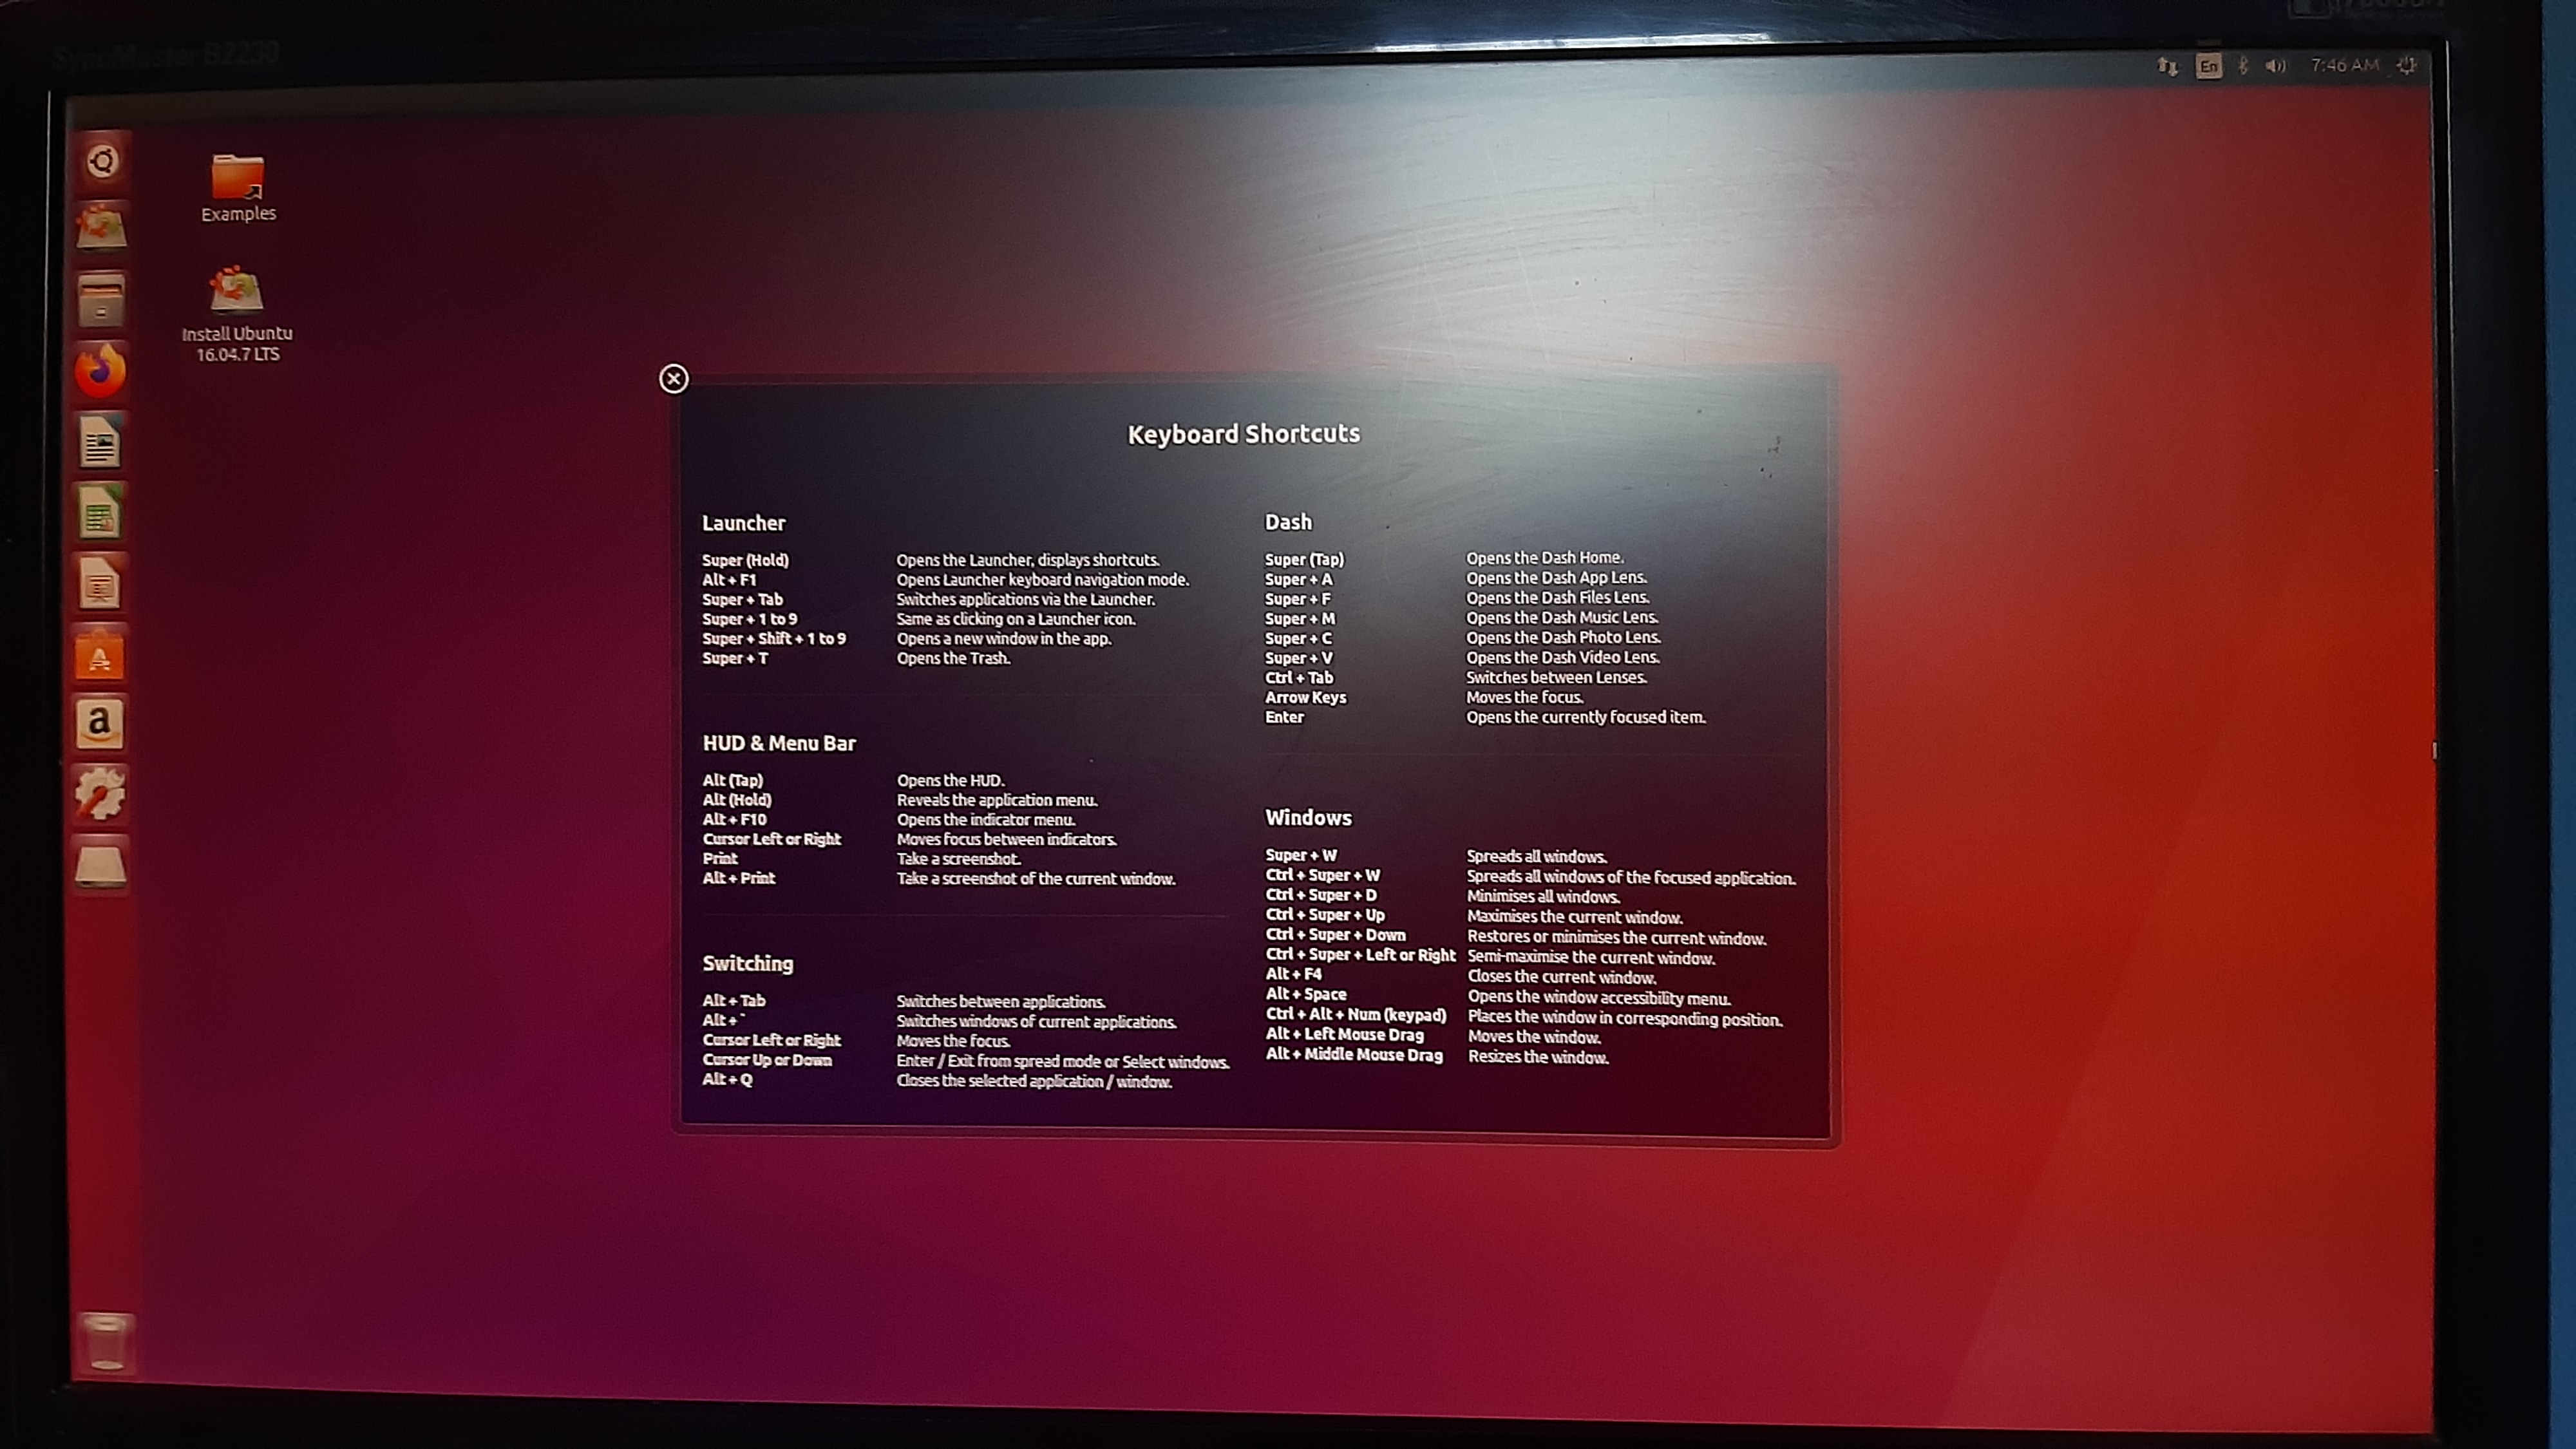 SyncMaster B2230
En
7:46 AM
Examples
Install Ubuntu
16.04.7 LTS
Keyboard Shortcuts
Launcher
Super (Hold) Opens the Launcher, displays shortcuts.
Alt + F1 Opens Launcher keyboard navigation mode.
Super + Tab Switches applications via the Launcher.
Super + 1 to 9 Same as clicking on a Launcher icon.
Super + Shift + 1 to 9 Opens a new window in the app.
Super + T Opens the Trash.
HUD & Menu Bar
Alt (Tap) Opens the HUD.
Alt (Hold) Reveals the application menu.
Alt + F10 Opens the indicator menu.
Cursor Left or Right Moves focus between indicators.
Print Take a screenshot.
Alt + Print Take a screenshot of the current window.
Switching
Alt + Tab Switches between applications.
Alt + ` Switches windows of current applications.
Cursor Left or Right Moves the focus.
Cursor Up or Down Enter / Exit from spread mode or Select windows.
Alt + Q Closes the selected application / window.
Dash
Super (Tap) Opens the Dash Home.
Super + A Opens the Dash App Lens.
Super + F Opens the Dash Files Lens.
Super + M Opens the Dash Music Lens.
Super + C Opens the Dash Photo Lens.
Super + V Opens the Dash Video Lens.
Ctrl + Tab Switches between Lenses.
Arrow Keys Moves the focus.
Enter Opens the currently focused item.
Windows
Super + W Spreads all windows.
Ctrl + Super + W Spreads all windows of the focused application.
Ctrl + Super + D Minimises all windows.
Ctrl + Super + Up Maximises the current window.
Ctrl + Super + Down Restores or minimises the current window.
Ctrl + Super + Left or Right Semi-maximise the current window.
Alt + F4 Closes the current window.
Alt + Space Opens the window accessibility menu.
Ctrl + Alt + Num (keypad) Places the window in corresponding position.
Alt + Left Mouse Drag Moves the window.
Alt + Middle Mouse Drag Resizes the window.
a